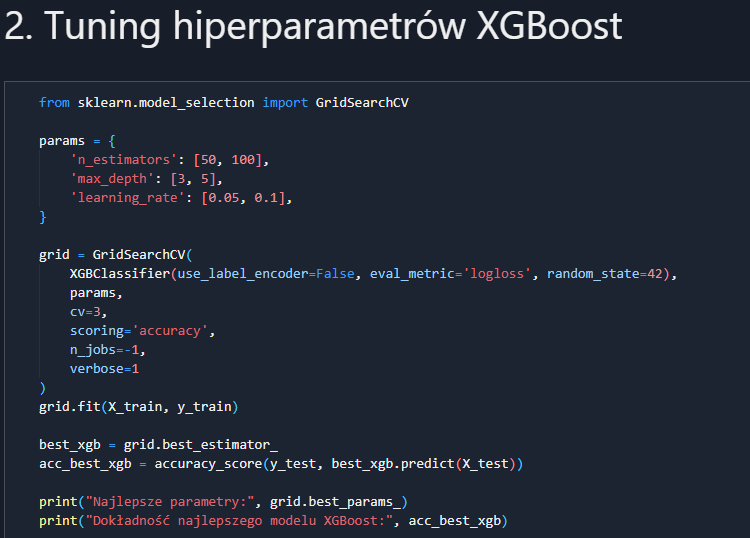 2. Tuning hiperparametrów XGBoost
from sklearn.model_selection import GridSearchCV
params = {
    'n_estimators': [50, 100],
    'max_depth': [3, 5],
    'learning_rate': [0.05, 0.1],
}
grid = GridSearchCV(
    XGBClassifier(use_label_encoder=False, eval_metric='logloss', random_state=42),
    params,
    cv=3,
    scoring='accuracy',
    n_jobs=-1,
    verbose=1
)
grid.fit(X_train, y_train)
best_xgb = grid.best_estimator_
acc_best_xgb = accuracy_score(y_test, best_xgb.predict(X_test))
print("Najlepsze parametry:", grid.best_params_)
print("Dokładność najlepszego modelu XGBoost:", acc_best_xgb)